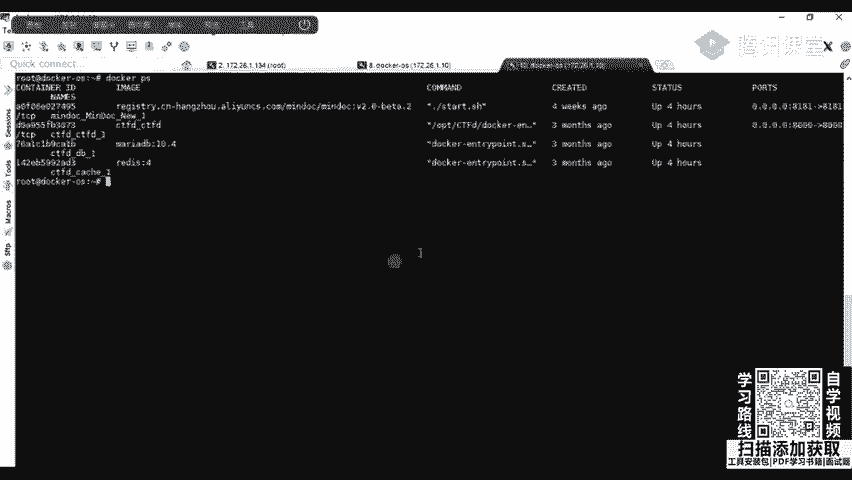 腾讯课堂
Quick connect...
2. 172.26.1.134 (root)
8. docker-os (172.26.1.10)
10. docker-os (172.26.1.10)
root@docker-os:~# docker ps
CONTAINER ID IMAGE COMMAND CREATED STATUS PORTS
NAMES
registry.cn-hangzhou.aliyuncs.com/mindoc/mindoc:v2.0-beta.2 "./start.sh" 4 weeks ago Up 4 hours 0.0.0.0:8181->8181
/tcp mindoc_MinDoc_New_1
ctfd_ctfd "/opt/CTFd/docker-en…" 3 months ago Up 4 hours 0.0.0.0:8000->8000
/tcp ctfd_ctfd_1
mariadb:10.4 "docker-entrypoint.s…" 3 months ago Up 4 hours
ctfd_db_1
142eb5992ad3 redis:4 "docker-entrypoint.s…" 3 months ago Up 4 hours
ctfd_cache_1
root@docker-os:~#
Sessions
Tools
Macros
Sftp
学习路线
自学视频
扫描添加获取
工具安装包|PDF学习书籍|面试题